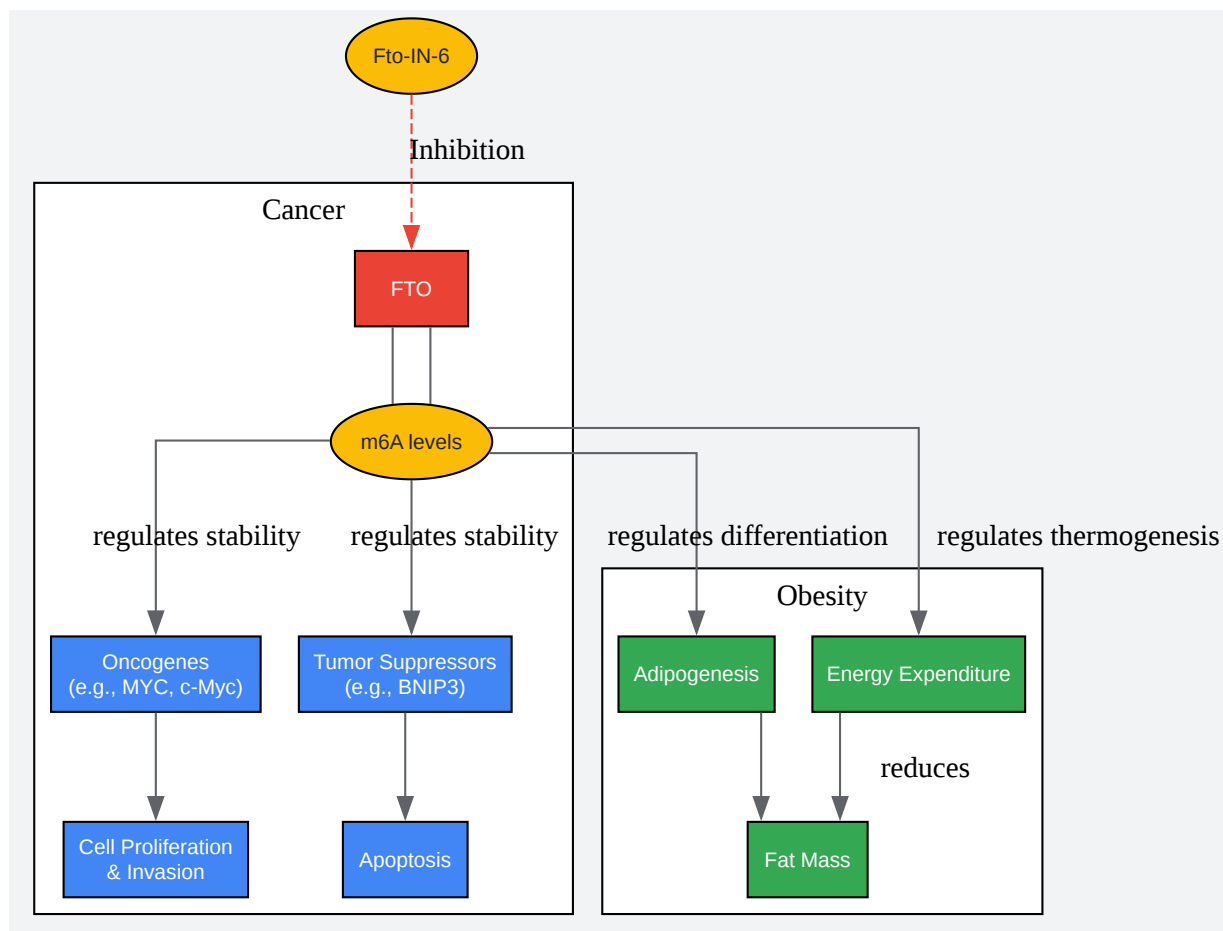 Fto-IN-6
Inhibition
Cancer
FTO
m6A levels
regulates stability
regulates stability
regulates differentiation
regulates thermogenesis
Obesity
Oncogenes
(e.g., MYC, c-Myc)
Tumor Suppressors
(e.g., BNIP3)
Adipogenesis
Energy Expenditure
reduces
Cell Proliferation
& Invasion
Apoptosis
Fat Mass